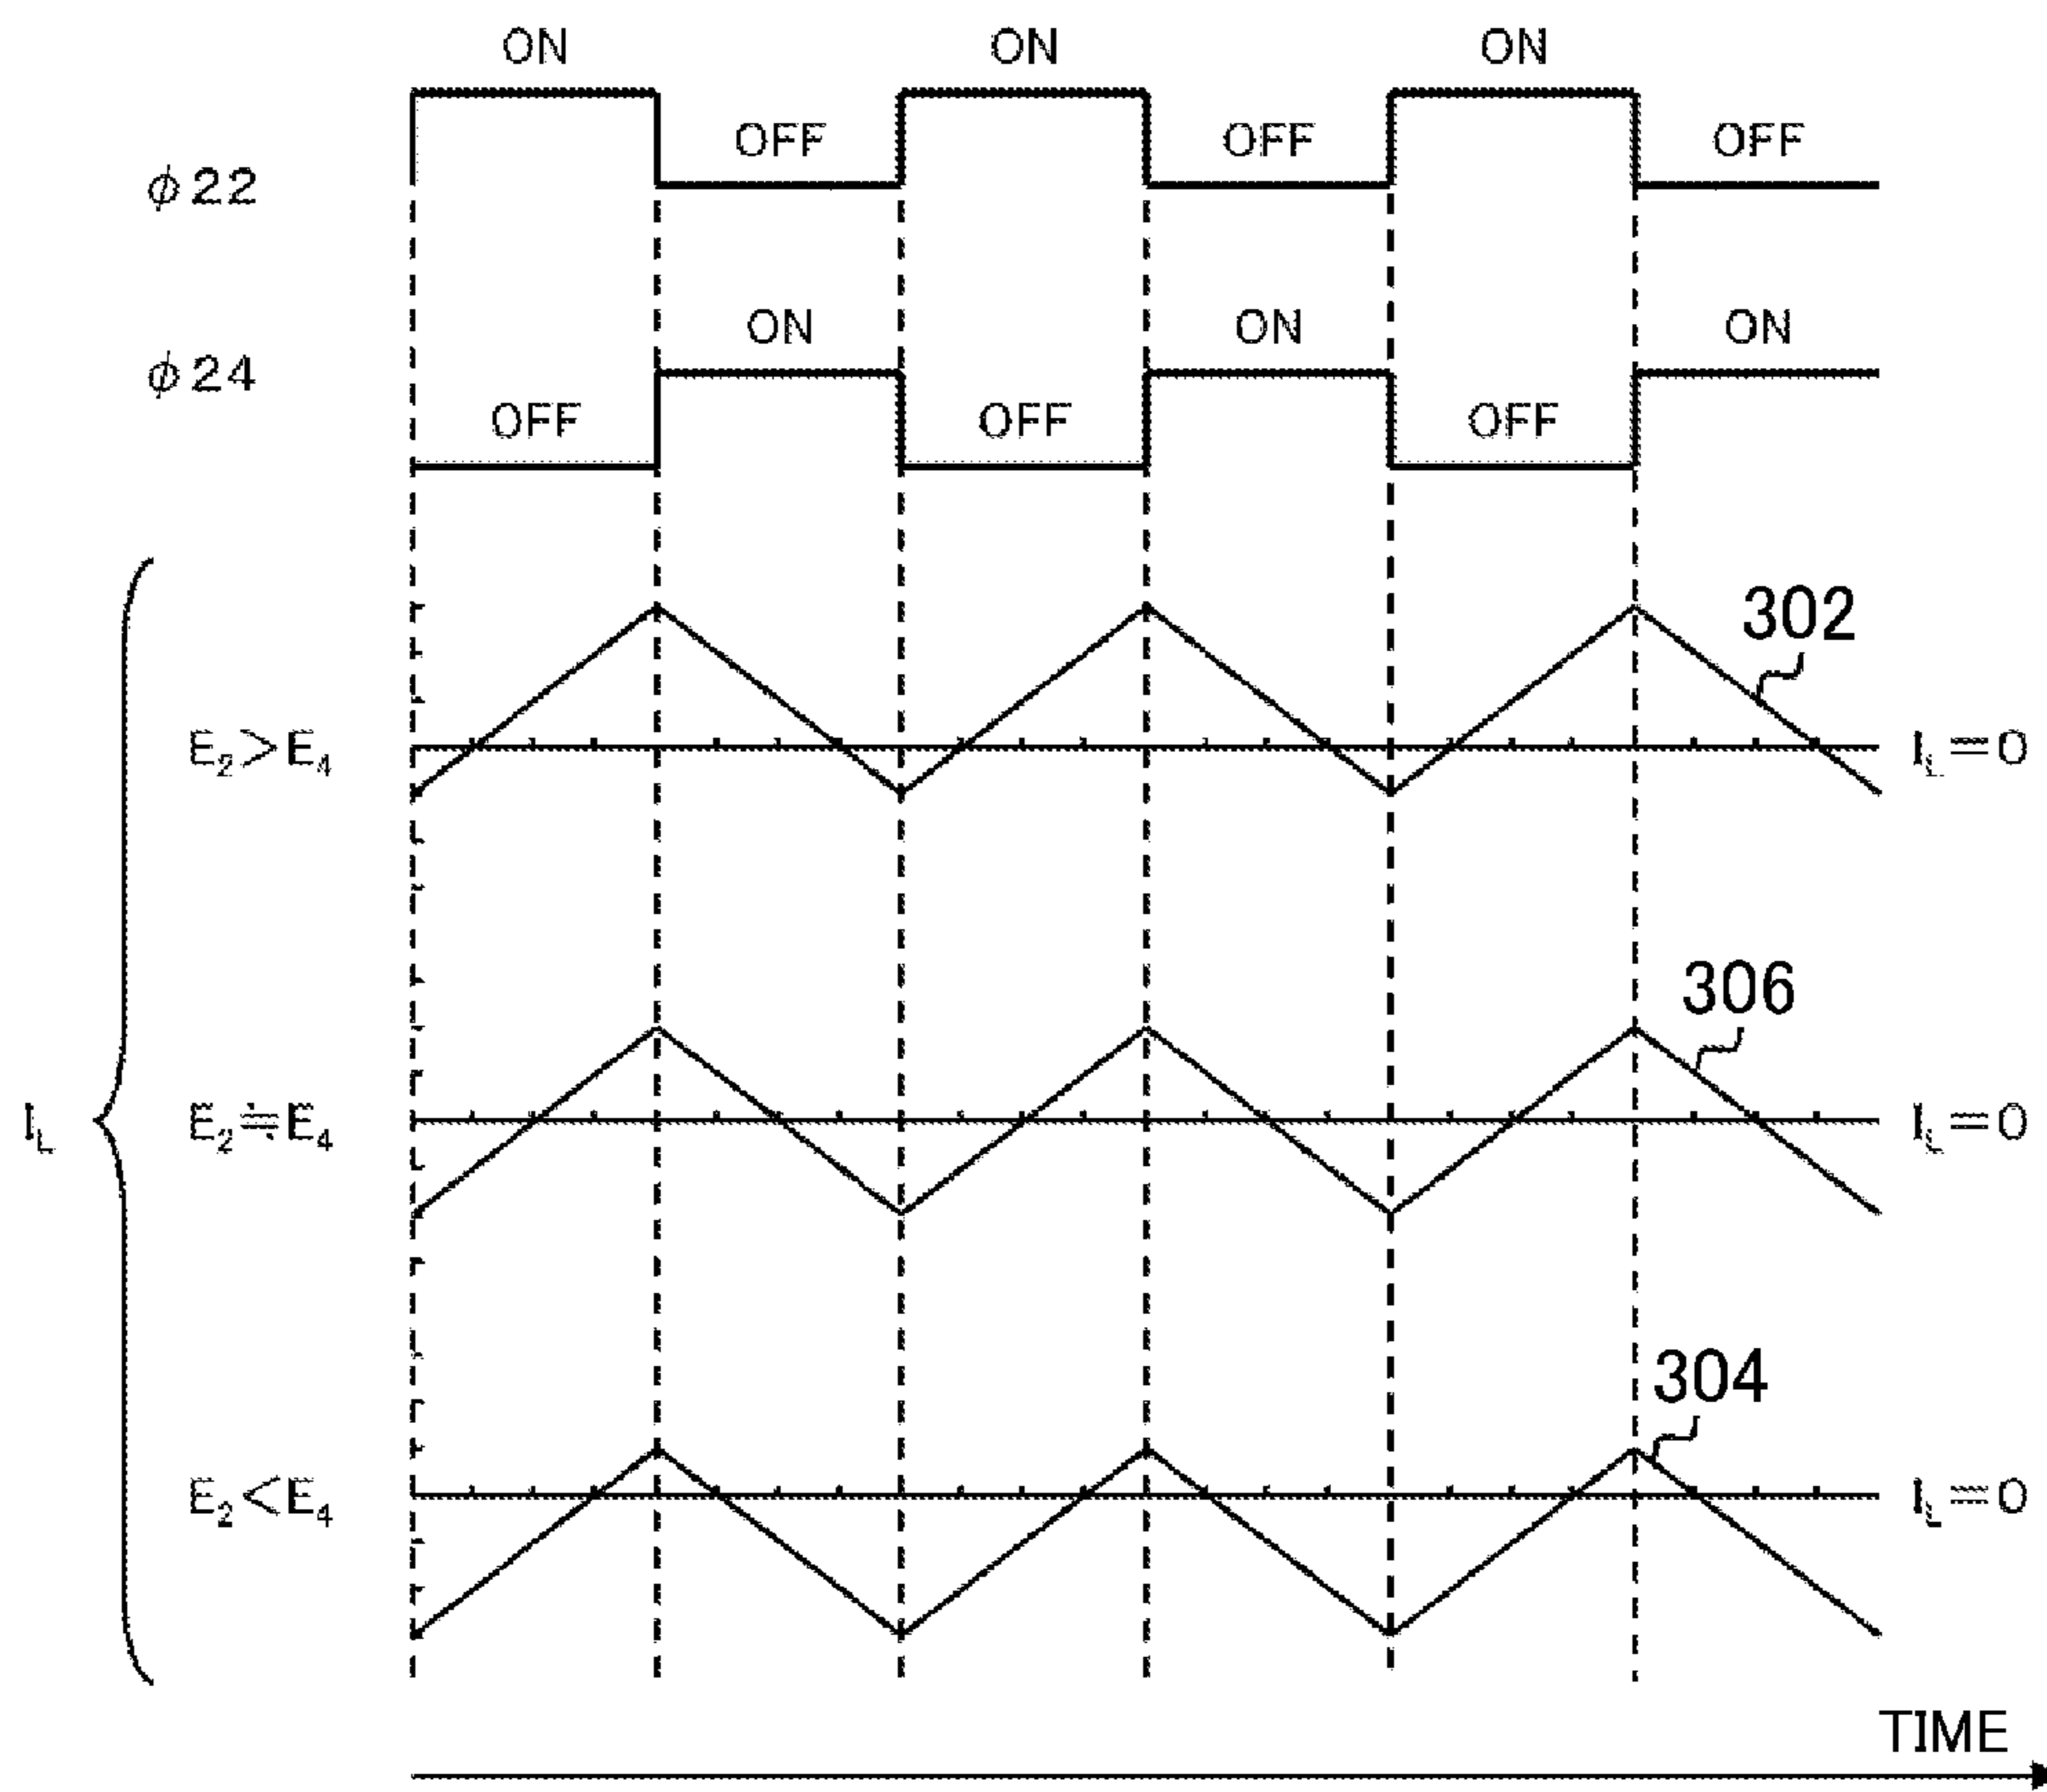 ON ON ON
OFF OFF OFF
ϕ22
ON ON ON
ϕ24
OFF OFF OFF
302
E₂>E₄ I_L=0
306
I_L E₂≒E₄ I_L=0
304
E₂<E₄ I_L=0
TIME